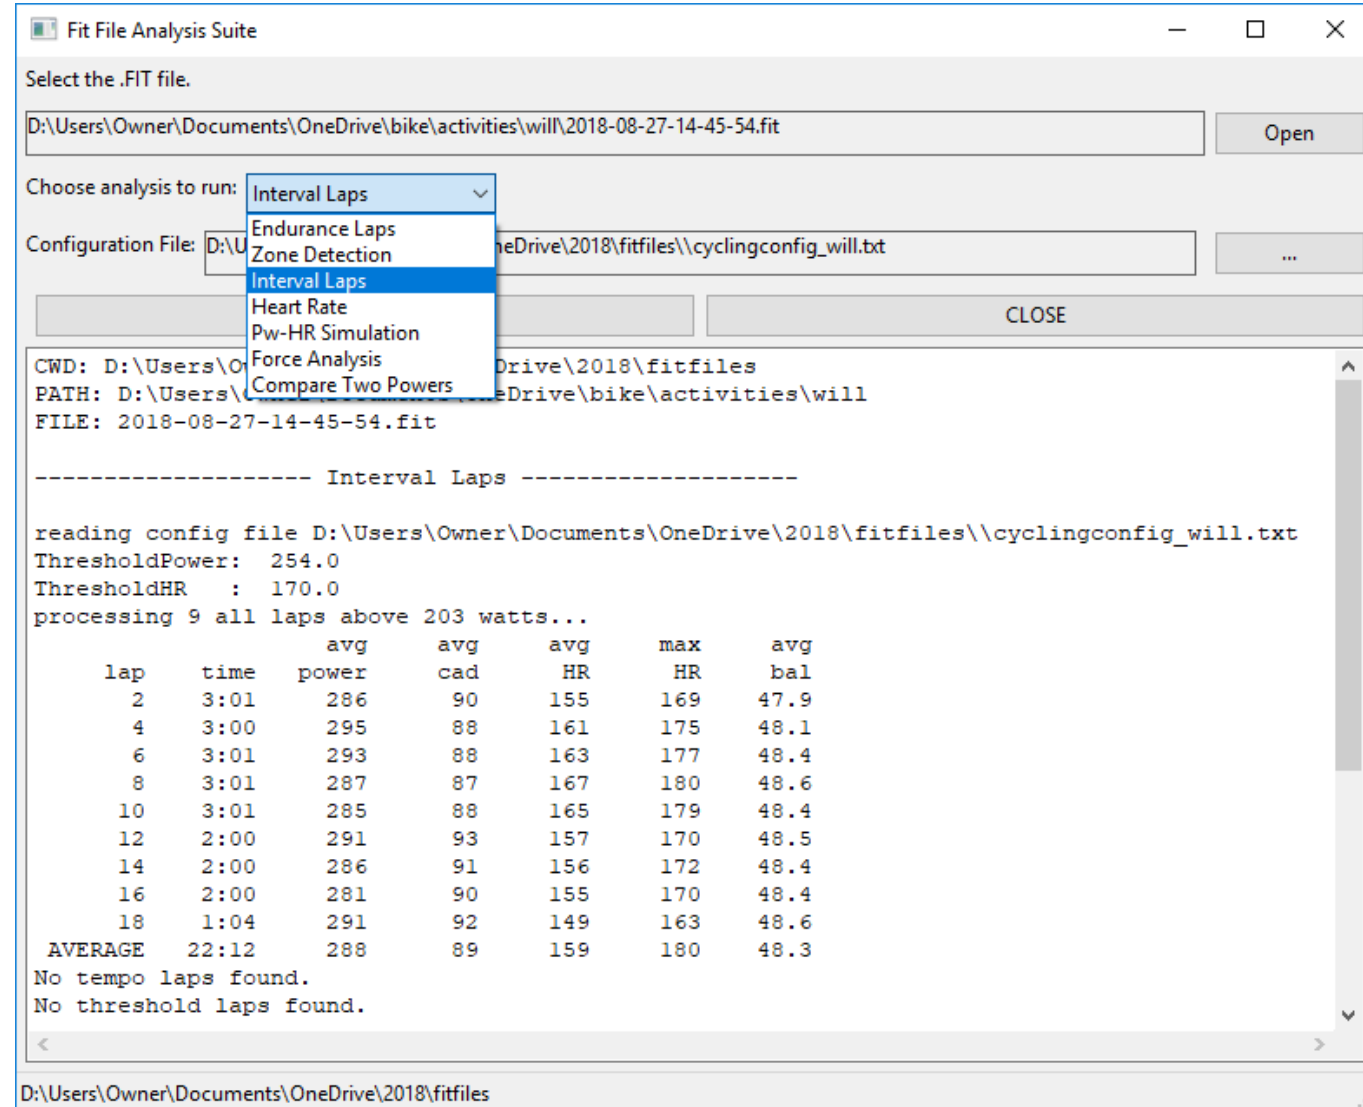 Fit File Analysis Suite
Select the .FIT file.
D:\Users\Owner\Documents\OneDrive\bike\activities\will\2018-08-27-14-45-54.fit
Open
Choose analysis to run: Interval Laps
Endurance Laps
Zone Detection
Interval Laps
Heart Rate
Pw-HR Simulation
Force Analysis
Compare Two Powers
Configuration File: D:\U neDrive\2018\fitfiles\\cyclingconfig_will.txt
...
CLOSE
CWD: D:\Users\Ow Drive\2018\fitfiles
PATH: D:\Users\ eDrive\bike\activities\will
FILE: 2018-08-27-14-45-54.fit
-------------------- Interval Laps --------------------
reading config file D:\Users\Owner\Documents\OneDrive\2018\fitfiles\\cyclingconfig_will.txt
ThresholdPower: 254.0
ThresholdHR : 170.0
processing 9 all laps above 203 watts...
avg avg avg max avg
lap time power cad HR HR bal
2 3:01 286 90 155 169 47.9
4 3:00 295 88 161 175 48.1
6 3:01 293 88 163 177 48.4
8 3:01 287 87 167 180 48.6
10 3:01 285 88 165 179 48.4
12 2:00 291 93 157 170 48.5
14 2:00 286 91 156 172 48.4
16 2:00 281 90 155 170 48.4
18 1:04 291 92 149 163 48.6
AVERAGE 22:12 288 89 159 180 48.3
No tempo laps found.
No threshold laps found.
D:\Users\Owner\Documents\OneDrive\2018\fitfiles